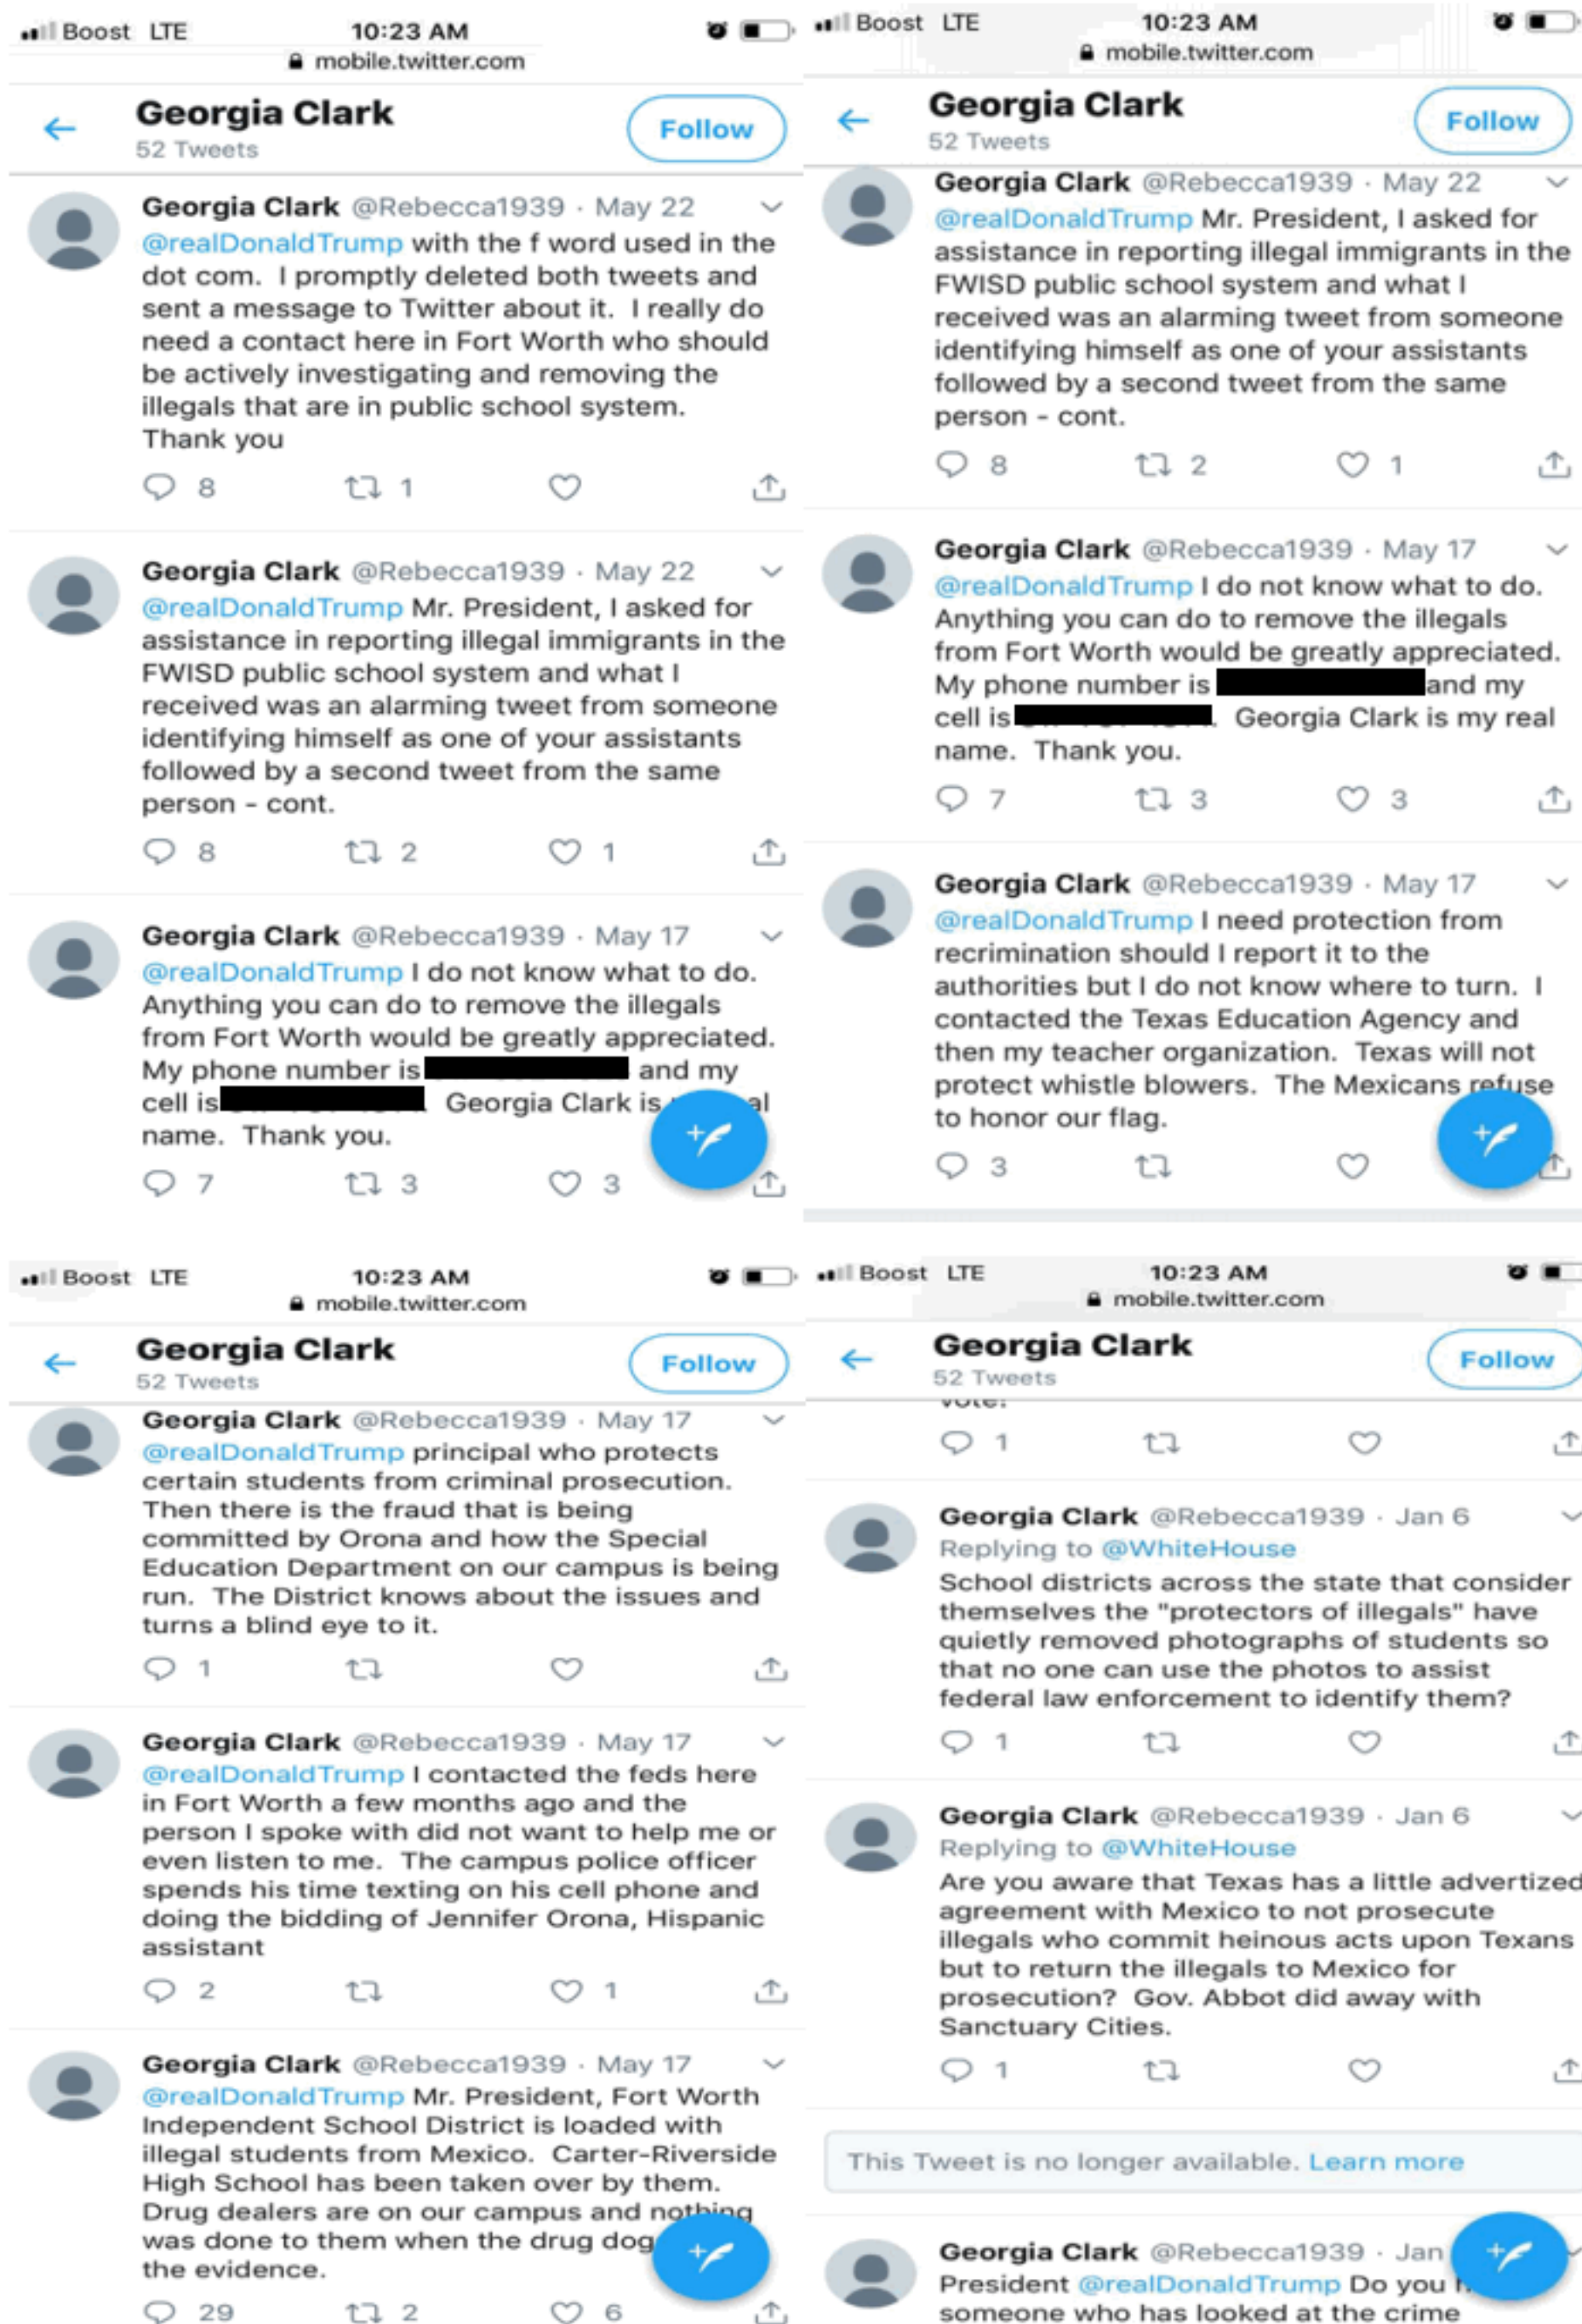 Boost LTE 10:23 AM
mobile.twitter.com
Georgia Clark
Follow
52 Tweets
Georgia Clark @Rebecca1939 · May 22
@realDonaldTrump with the f word used in the
dot com. I promptly deleted both tweets and
sent a message to Twitter about it. I really do
need a contact here in Fort Worth who should
be actively investigating and removing the
illegals that are in public school system.
Thank you
8 1
Georgia Clark @Rebecca1939 · May 22
@realDonaldTrump Mr. President, I asked for
assistance in reporting illegal immigrants in the
FWISD public school system and what I
received was an alarming tweet from someone
identifying himself as one of your assistants
followed by a second tweet from the same
person - cont.
8 2 1
Georgia Clark @Rebecca1939 · May 17
@realDonaldTrump I do not know what to do.
Anything you can do to remove the illegals
from Fort Worth would be greatly appreciated.
My phone number is and my
cell is Georgia Clark is
name. Thank you.
7 3 3
Boost LTE 10:23 AM
mobile.twitter.com
Georgia Clark
Follow
52 Tweets
Georgia Clark @Rebecca1939 · May 22
@realDonaldTrump Mr. President, I asked for
assistance in reporting illegal immigrants in the
FWISD public school system and what I
received was an alarming tweet from someone
identifying himself as one of your assistants
followed by a second tweet from the same
person - cont.
8 2 1
Georgia Clark @Rebecca1939 · May 17
@realDonaldTrump I do not know what to do.
Anything you can do to remove the illegals
from Fort Worth would be greatly appreciated.
My phone number is and my
cell is . Georgia Clark is my real
name. Thank you.
7 3 3
Georgia Clark @Rebecca1939 · May 17
@realDonaldTrump I need protection from
recrimination should I report it to the
authorities but I do not know where to turn. I
contacted the Texas Education Agency and
then my teacher organization. Texas will not
protect whistle blowers. The Mexicans refuse
to honor our flag.
3
Boost LTE 10:23 AM
mobile.twitter.com
Georgia Clark
Follow
52 Tweets
Georgia Clark @Rebecca1939 · May 17
@realDonaldTrump principal who protects
certain students from criminal prosecution.
Then there is the fraud that is being
committed by Orona and how the Special
Education Department on our campus is being
run. The District knows about the issues and
turns a blind eye to it.
1
Georgia Clark @Rebecca1939 · May 17
@realDonaldTrump I contacted the feds here
in Fort Worth a few months ago and the
person I spoke with did not want to help me or
even listen to me. The campus police officer
spends his time texting on his cell phone and
doing the bidding of Jennifer Orona, Hispanic
assistant
2 1
Georgia Clark @Rebecca1939 · May 17
@realDonaldTrump Mr. President, Fort Worth
Independent School District is loaded with
illegal students from Mexico. Carter-Riverside
High School has been taken over by them.
Drug dealers are on our campus and nothing
was done to them when the drug dog
the evidence.
29 2 6
Boost LTE 10:23 AM
mobile.twitter.com
Georgia Clark
Follow
52 Tweets
1
Georgia Clark @Rebecca1939 · Jan 6
Replying to @WhiteHouse
School districts across the state that consider
themselves the "protectors of illegals" have
quietly removed photographs of students so
that no one can use the photos to assist
federal law enforcement to identify them?
1
Georgia Clark @Rebecca1939 · Jan 6
Replying to @WhiteHouse
Are you aware that Texas has a little advertized
agreement with Mexico to not prosecute
illegals who commit heinous acts upon Texans
but to return the illegals to Mexico for
prosecution? Gov. Abbot did away with
Sanctuary Cities.
1
This Tweet is no longer available. Learn more
Georgia Clark @Rebecca1939 · Jan
President @realDonaldTrump Do you
someone who has looked at the crime